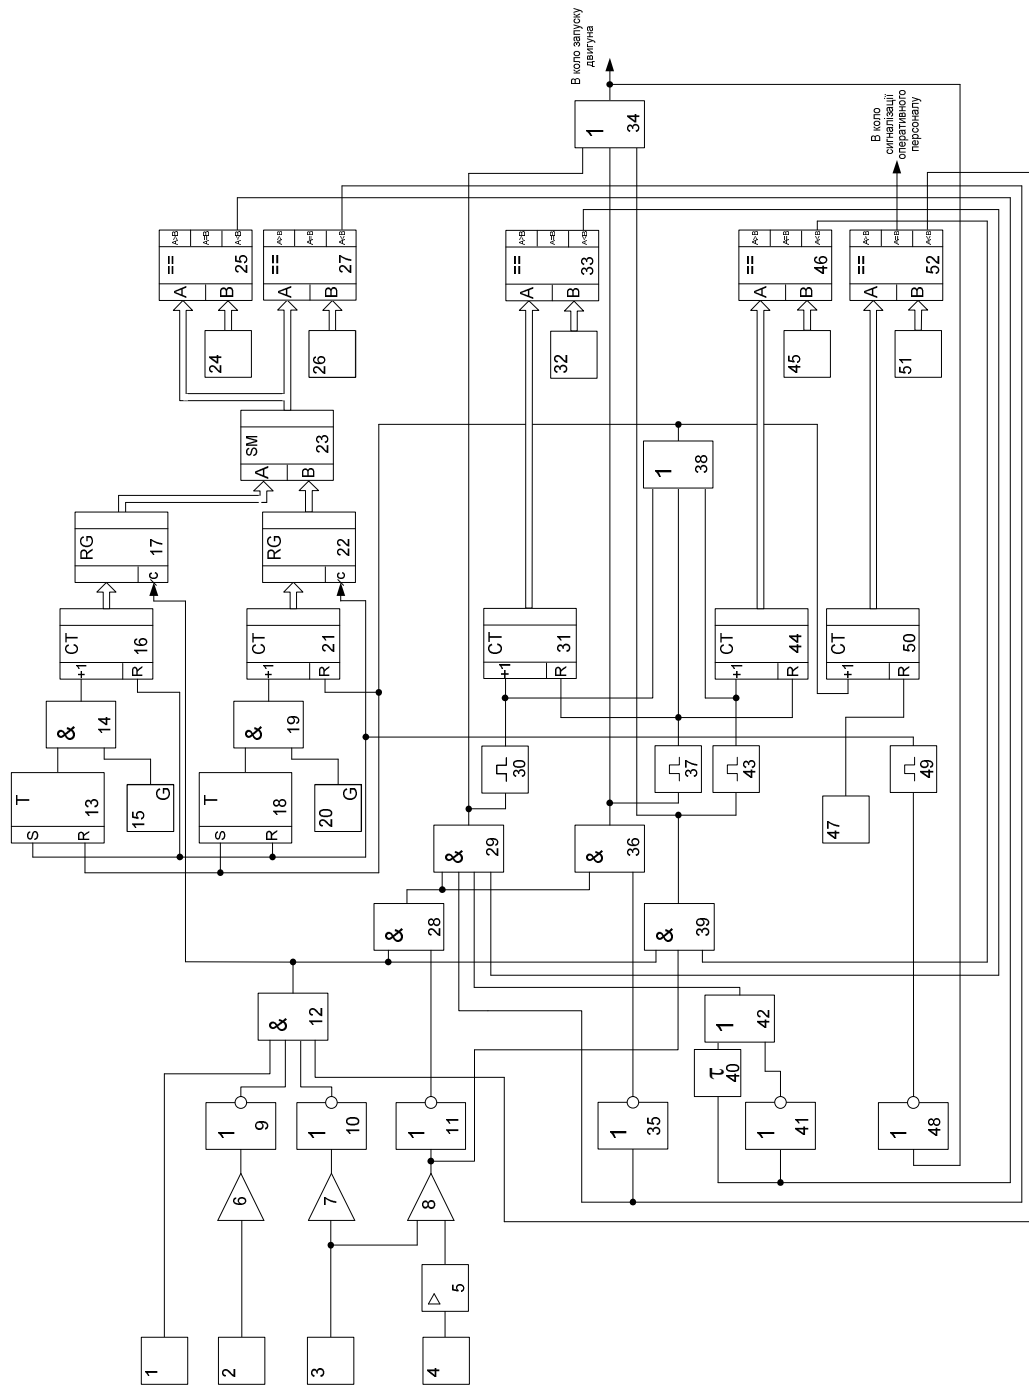 В коло запуску
двигуна
1
34
В коло
сигналізації
оперативного
персоналу
A>B
A=B
A<B
==
25
A
B
A>B
A=B
A<B
==
27
A
B
A>B
A=B
A<B
==
33
A
B
A>B
A=B
A<B
==
46
A
B
A>B
A=B
A<B
==
52
A
B
24
26
32
45
51
SM
23
A
B
1
38
RG
17
C
RG
22
C
CT
16
+1
R
CT
21
+1
R
CT
31
+1
R
CT
44
+1
R
CT
50
+1
R
&
14
&
19
30
37
43
49
T
13
S
R
15
G
T
18
S
R
20
G
47
&
29
&
36
&
28
&
39
&
12
1
42
τ
40
1
9
1
10
1
11
1
35
1
41
1
48
6
7
8
▷
5
1
2
3
4